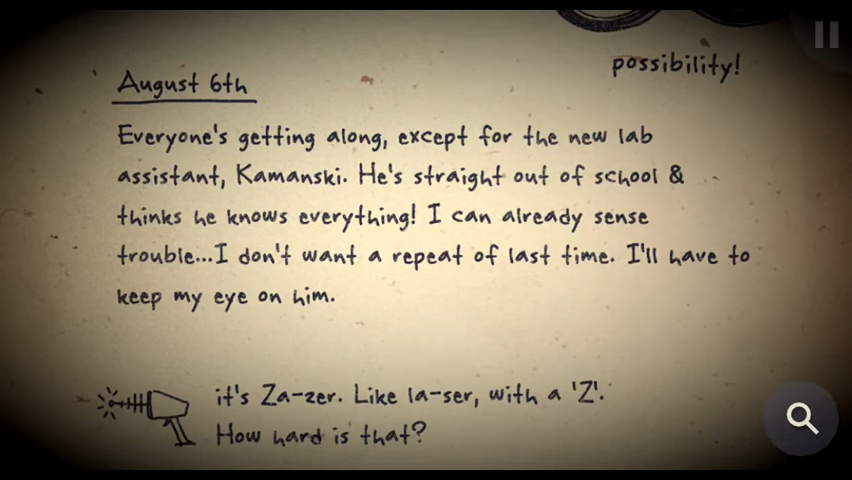 possibility!
August 6th
Everyone's getting along, except for the new lab
assistant, Kamanski. He's straight out of school &
thinks he knows everything! I can already sense
trouble...I don't want a repeat of last time. I'll have to
keep my eye on him.
it's Za-zer. Like la-ser, with a 'Z'.
How hard is that?